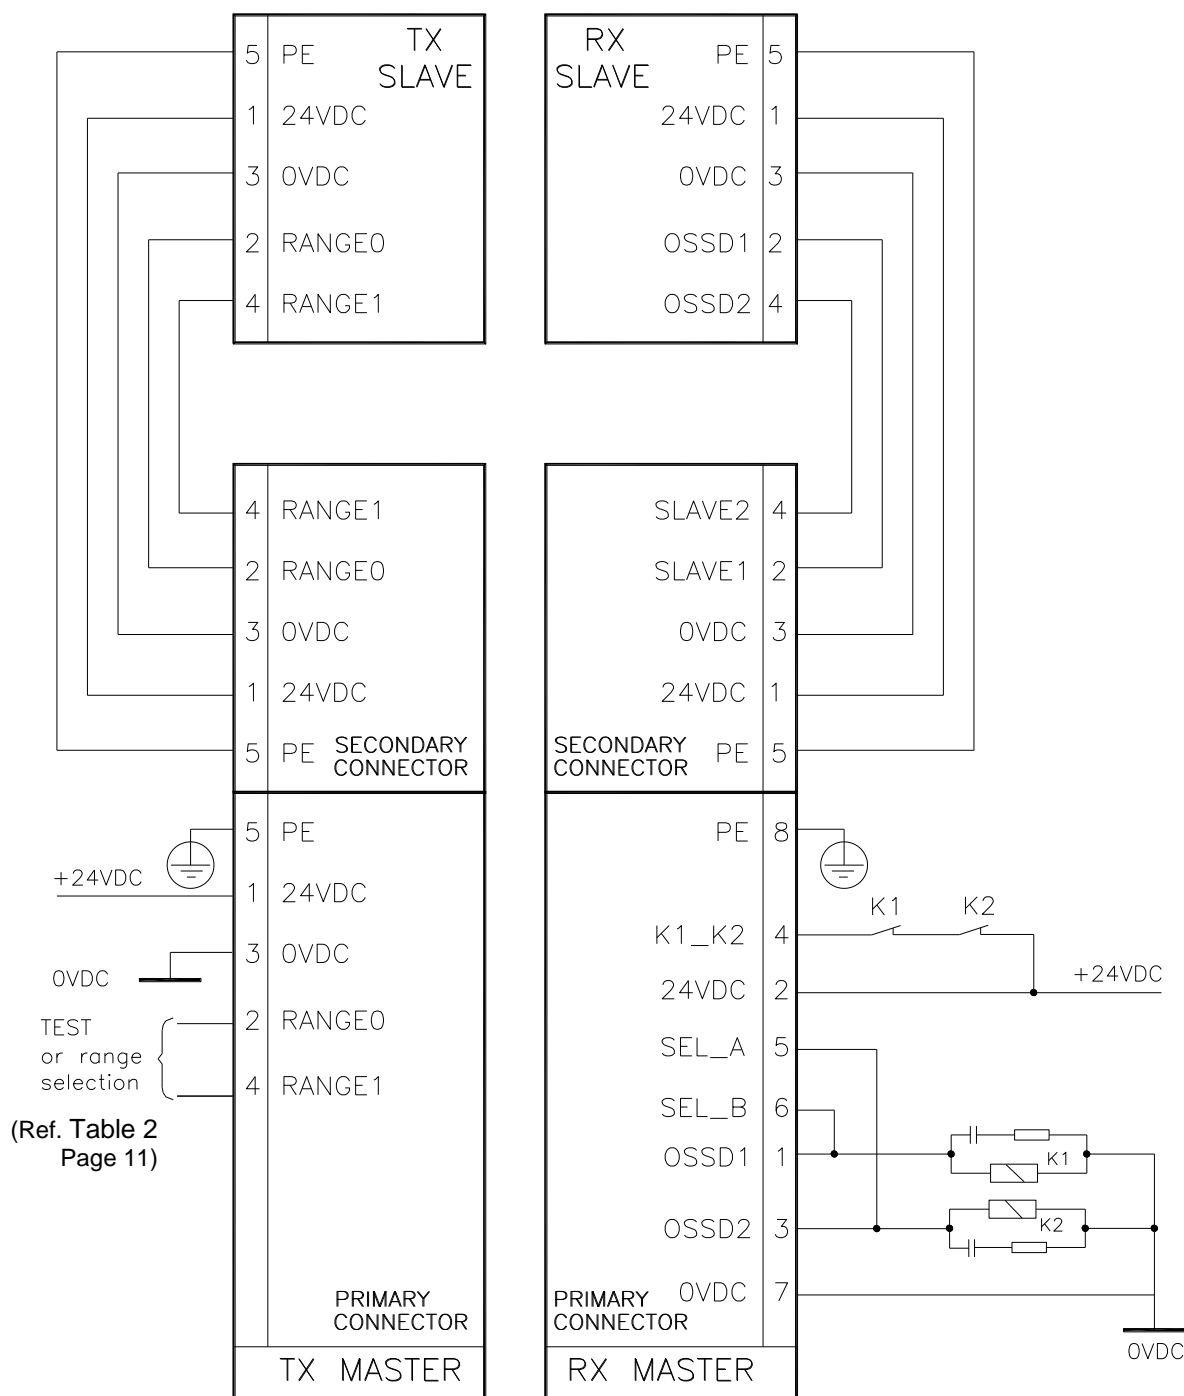 TX
SLAVE
5 PE
1 24VDC
3 0VDC
2 RANGE0
4 RANGE1
RX
SLAVE
PE 5
24VDC 1
0VDC 3
OSSD1 2
OSSD2 4
4 RANGE1
2 RANGE0
3 0VDC
1 24VDC
5 PE
SECONDARY
CONNECTOR
SLAVE2 4
SLAVE1 2
0VDC 3
24VDC 1
SECONDARY
CONNECTOR
PE 5
5 PE
+24VDC
1 24VDC
0VDC
3 0VDC
TEST
or range
selection
2 RANGE0
4 RANGE1
(Ref. Table 2
Page 11)
PRIMARY
CONNECTOR
TX MASTER
PE 8
K1 K2
K1_K2 4
+24VDC
24VDC 2
SEL_A 5
SEL_B 6
OSSD1 1
K1
OSSD2 3
K2
0VDC 7
PRIMARY
CONNECTOR
0VDC
RX MASTER